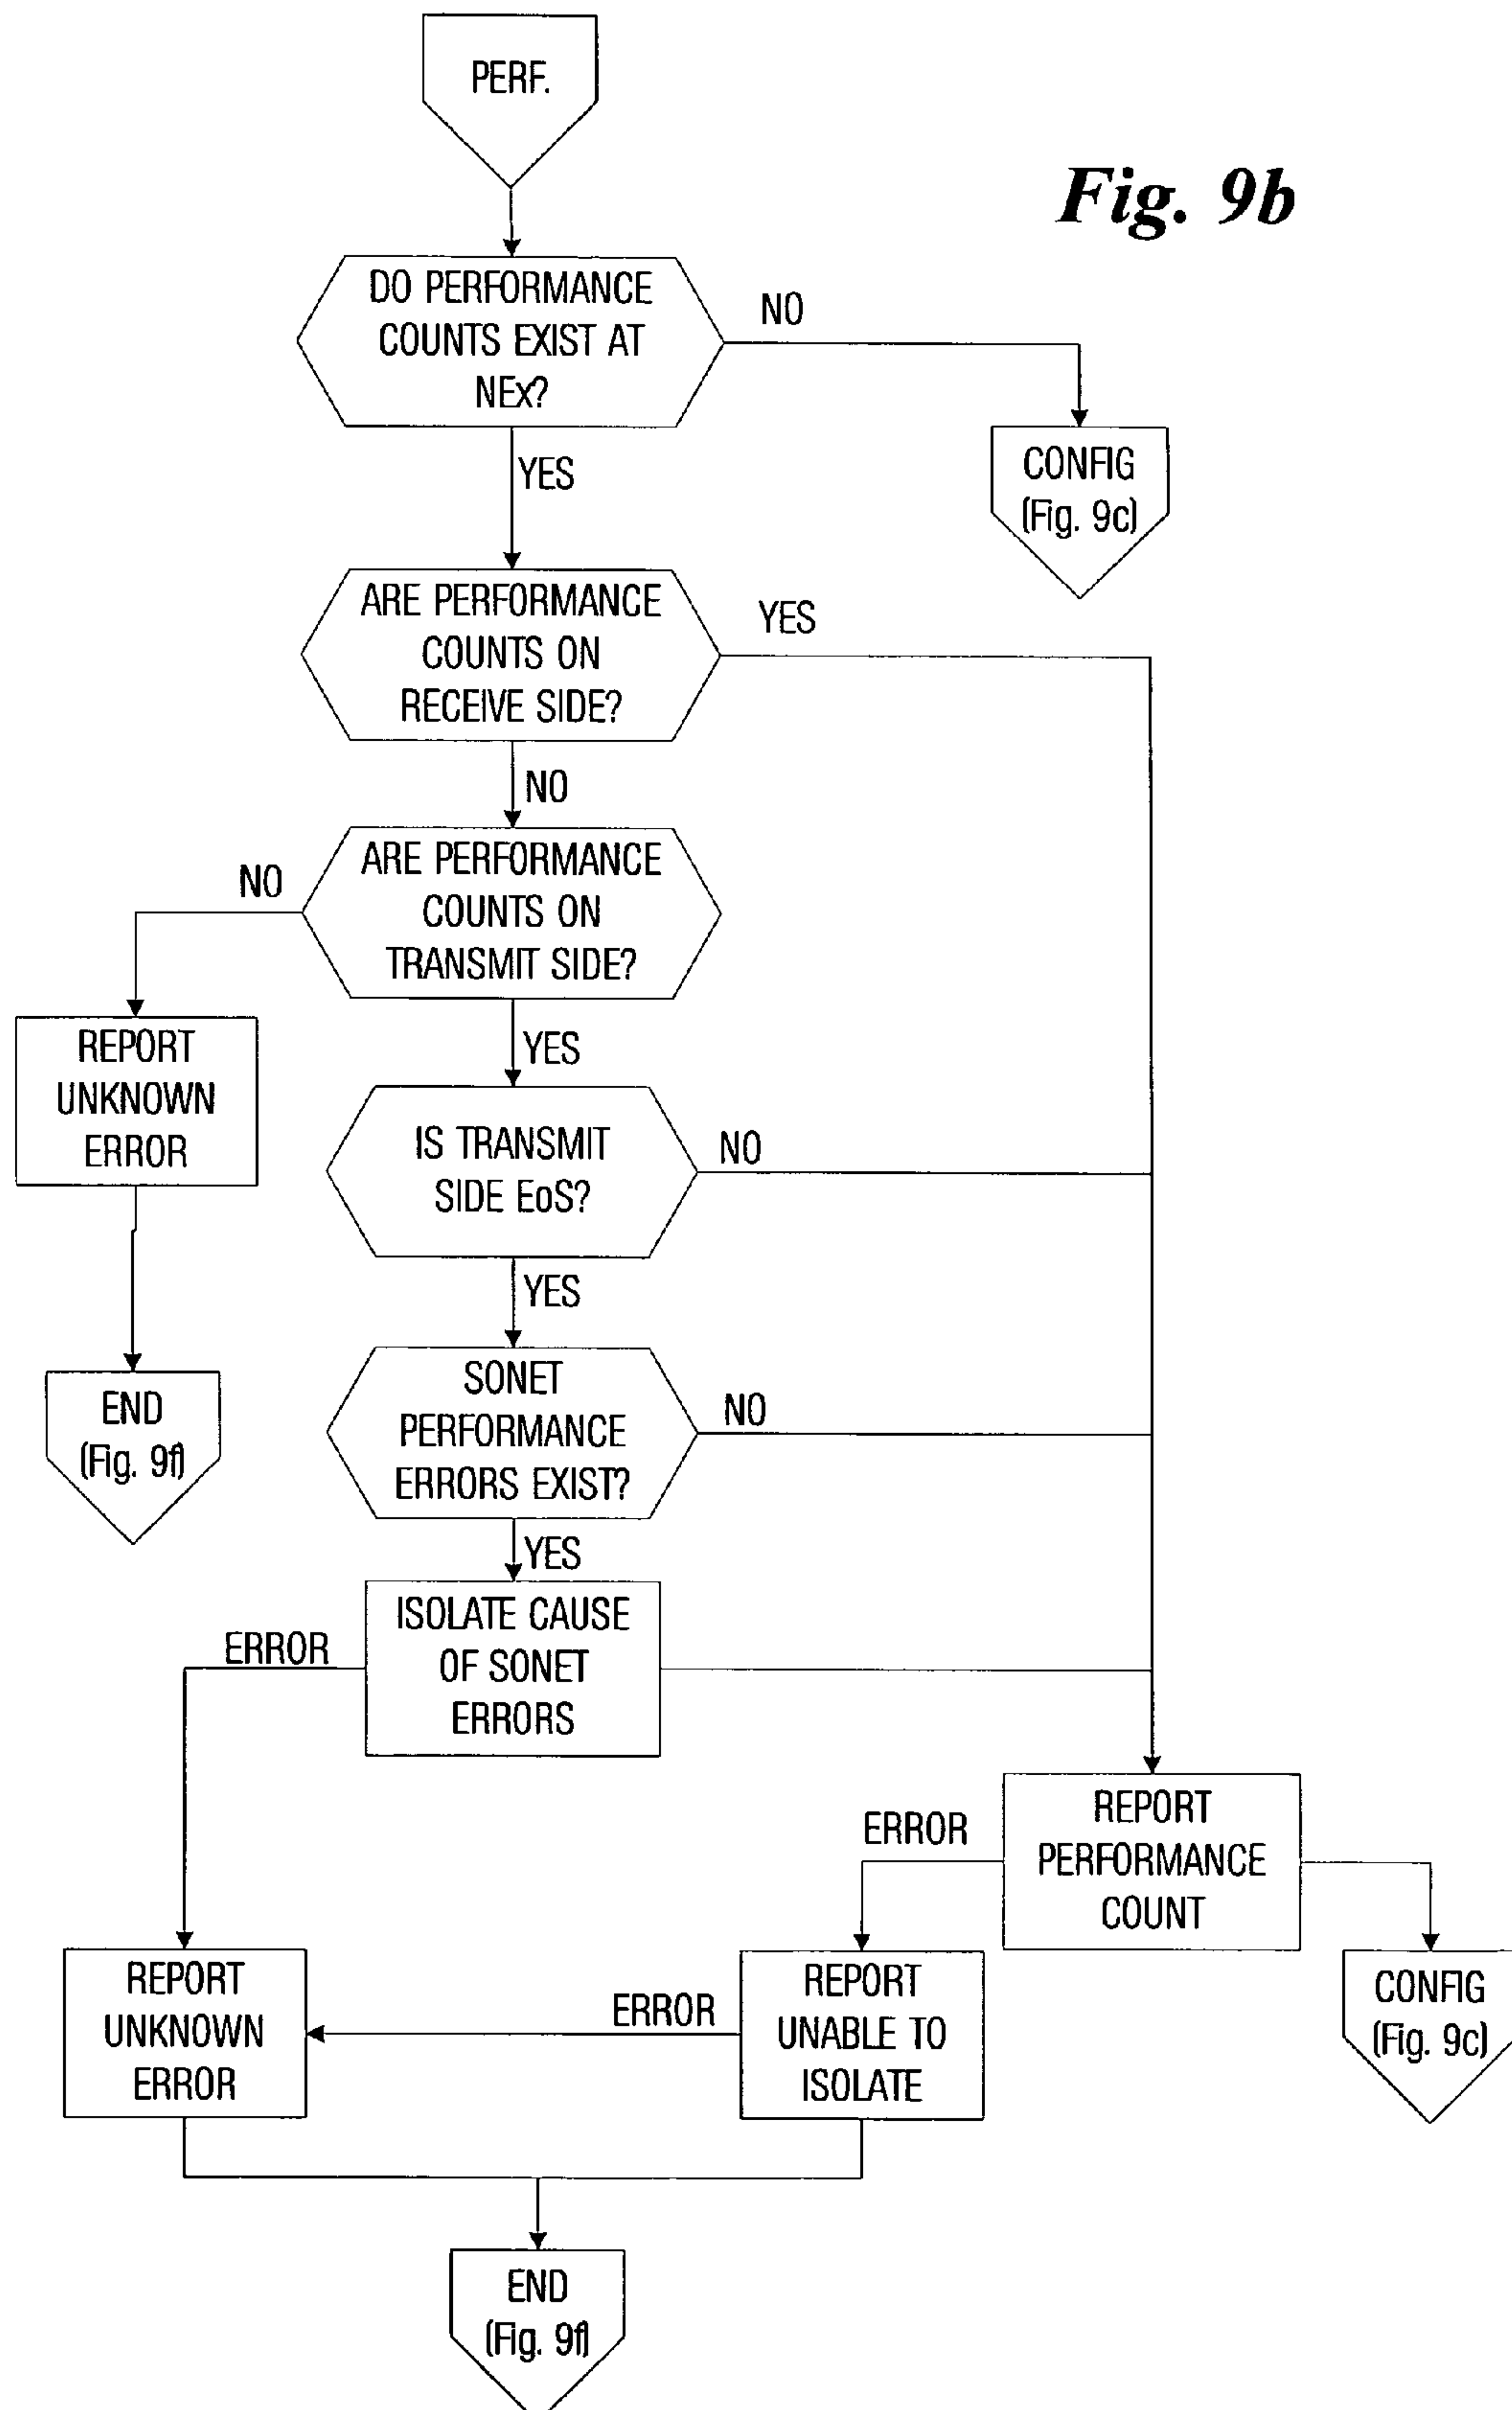 PERF.
Fig. 9b
DO PERFORMANCE
COUNTS EXIST AT
NEx?
NO
CONFIG
(Fig. 9c)
YES
ARE PERFORMANCE
COUNTS ON
RECEIVE SIDE?
YES
NO
ARE PERFORMANCE
COUNTS ON
TRANSMIT SIDE?
NO
REPORT
UNKNOWN
ERROR
END
(Fig. 9f)
YES
IS TRANSMIT
SIDE EoS?
NO
YES
SONET
PERFORMANCE
ERRORS EXIST?
NO
YES
ISOLATE CAUSE
OF SONET
ERRORS
ERROR
REPORT
PERFORMANCE
COUNT
ERROR
CONFIG
(Fig. 9c)
REPORT
UNABLE TO
ISOLATE
ERROR
REPORT
UNKNOWN
ERROR
END
(Fig. 9f)